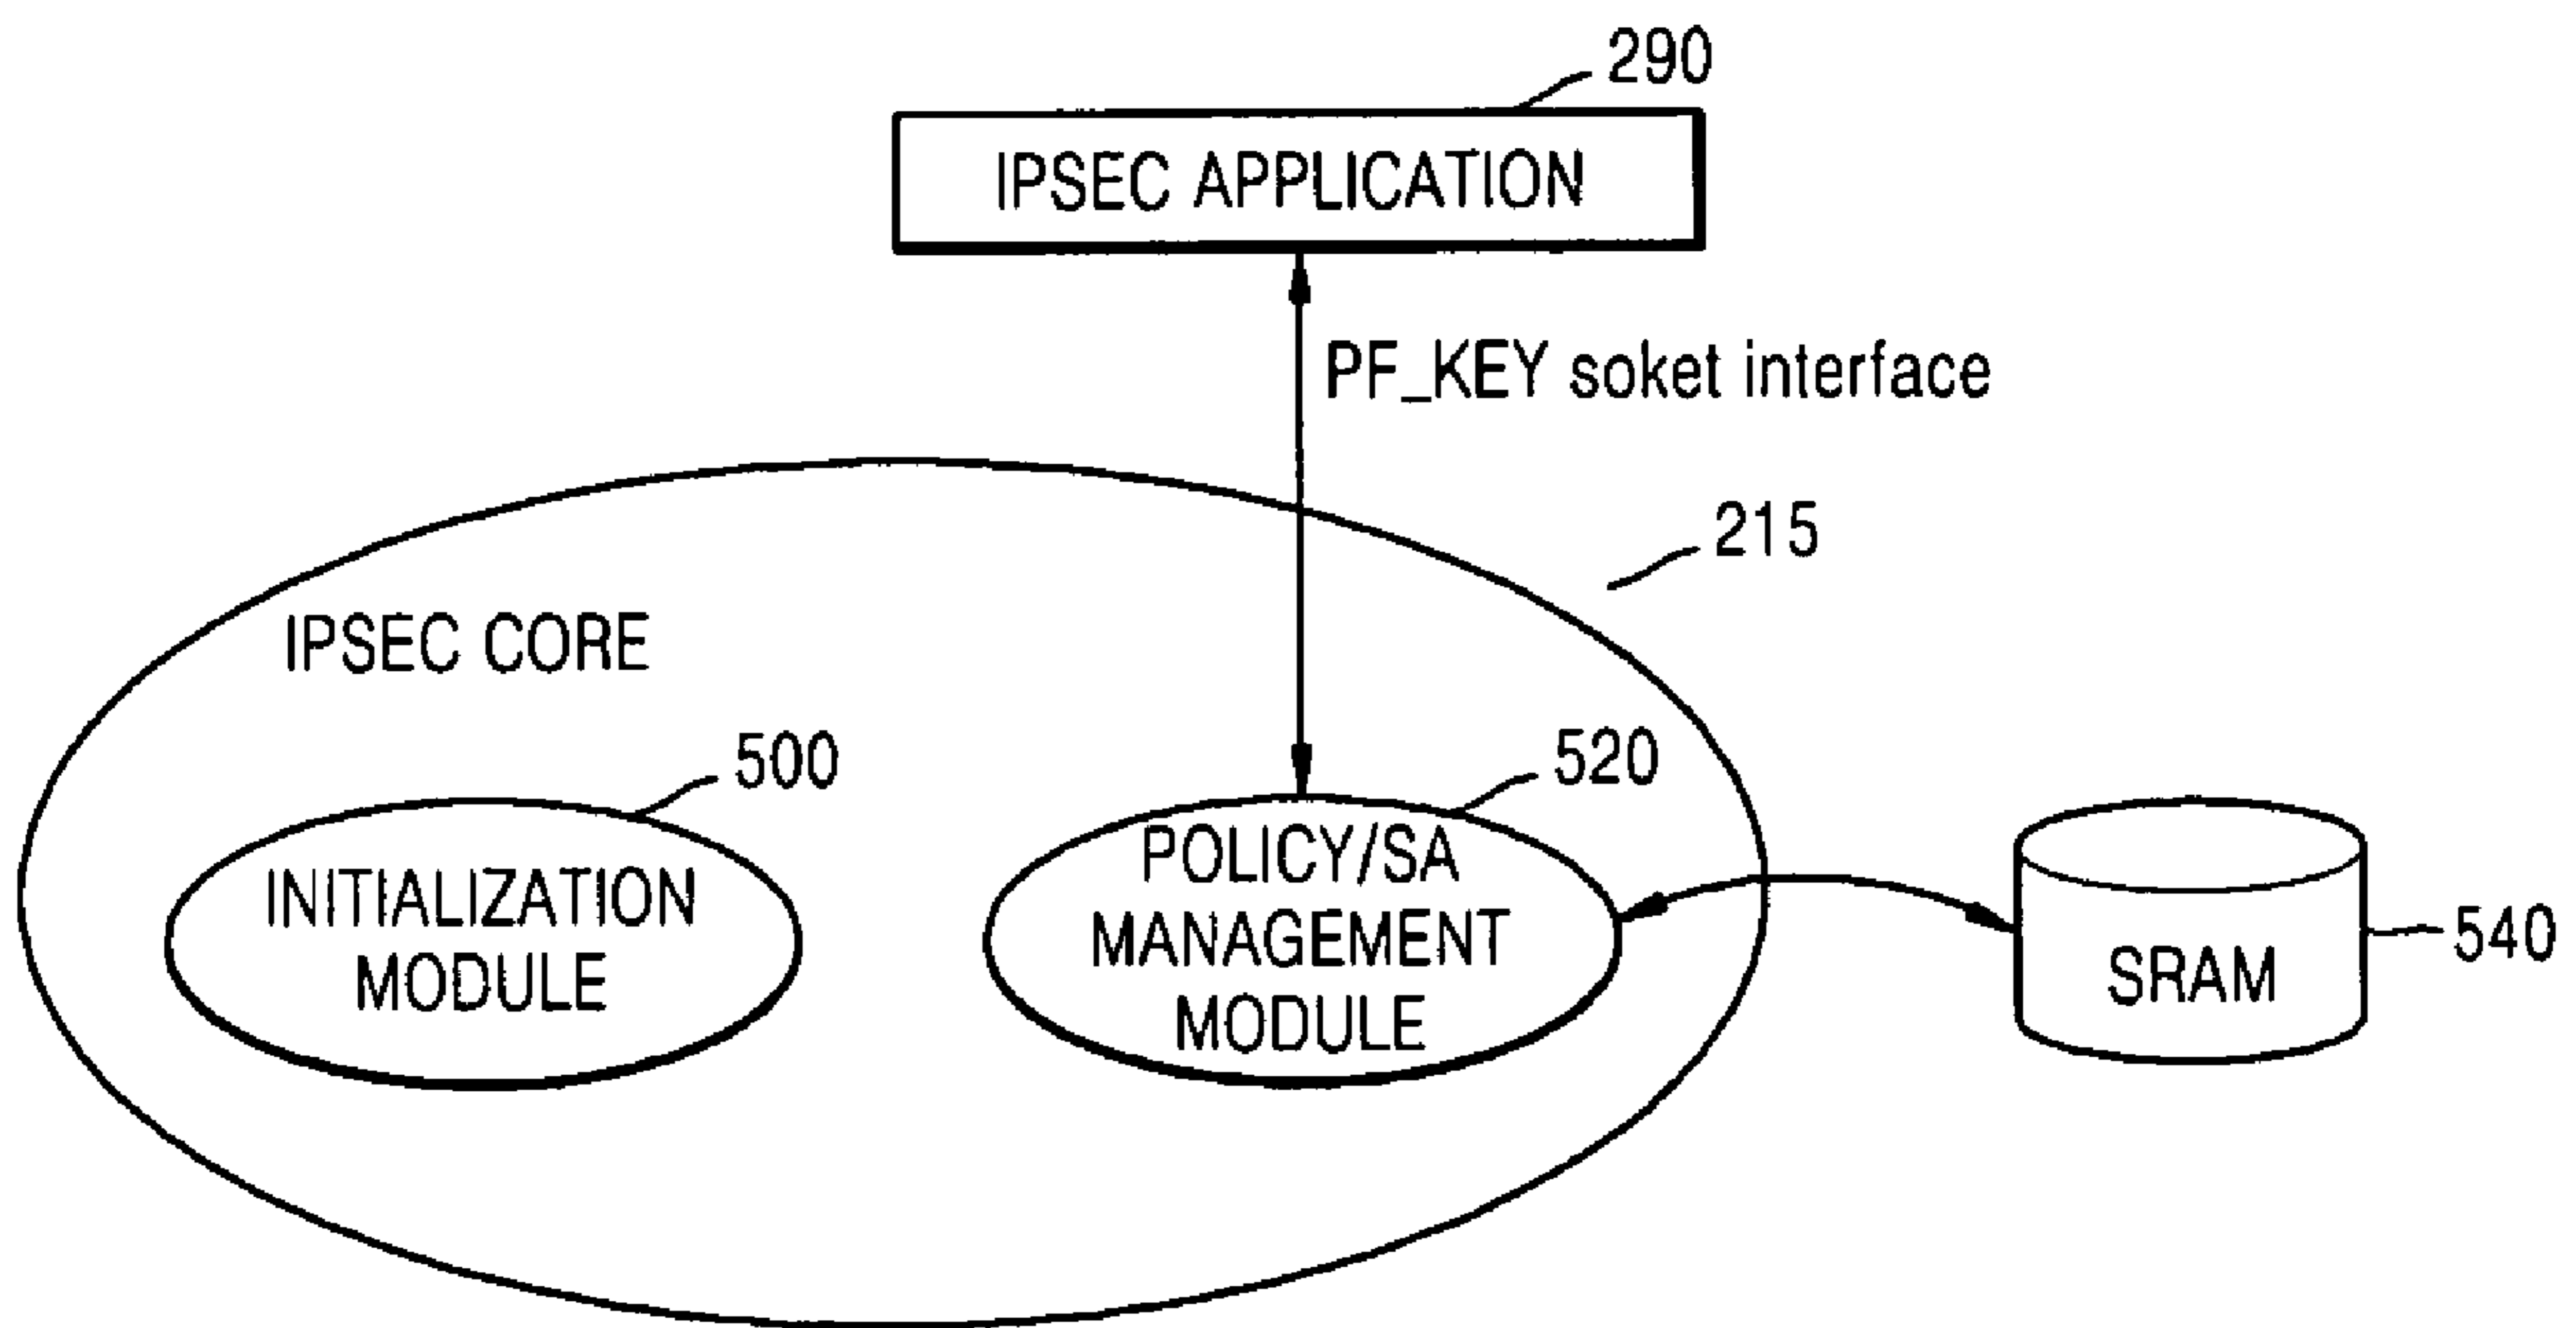 290
IPSEC APPLICATION
PF_KEY soket interface
215
IPSEC CORE
500
520
INITIALIZATION
MODULE
POLICY/SA
MANAGEMENT
MODULE
SRAM
540